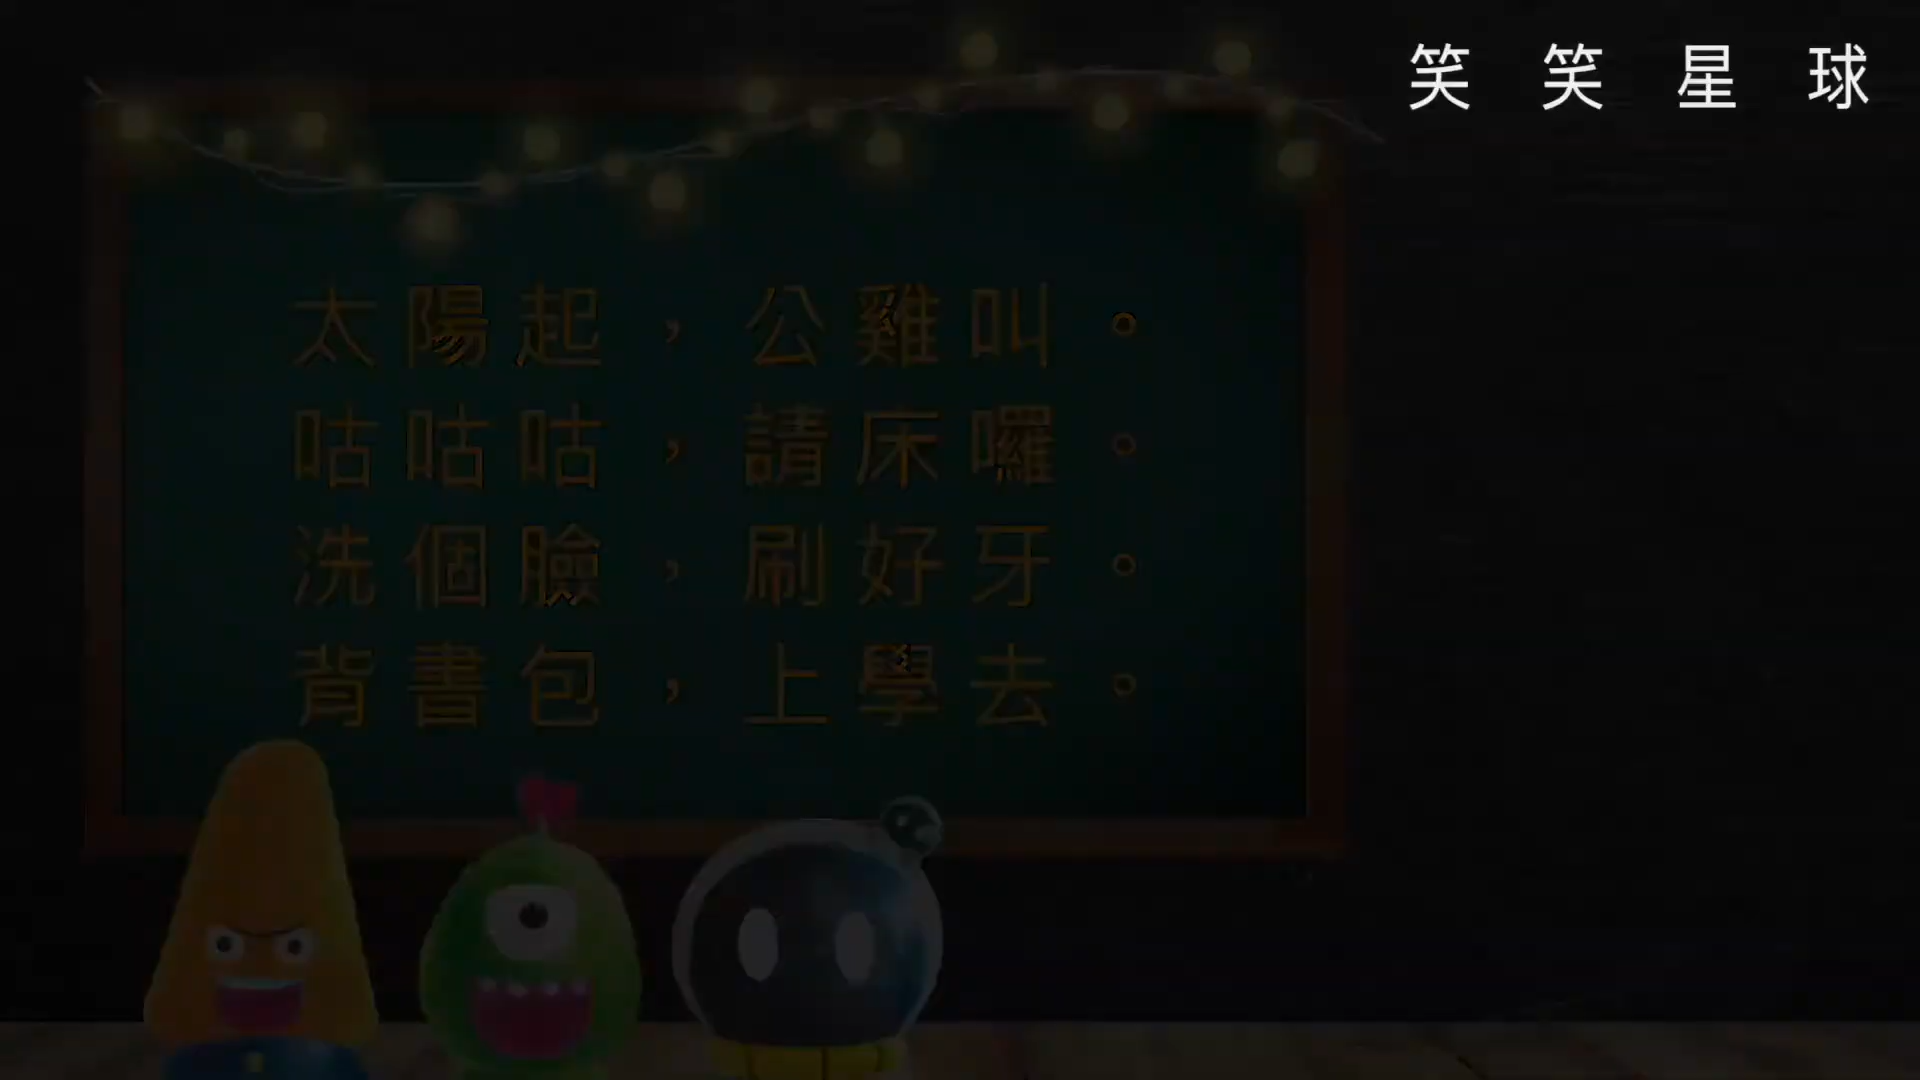 笑笑星球
太陽起，公雞叫。
咕咕咕，請床囉。
洗個臉，刷好牙。
背書包，上學去。